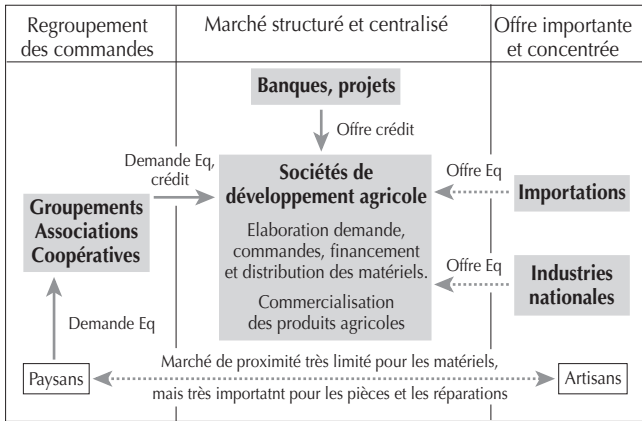 Regroupement
des commandes
Marché structuré et centralisé
Offre importante
et concentrée
Banques, projets
Offre crédit
Demande Eq,
crédit
Sociétés de
développement agricole
Elaboration demande,
commandes, financement
et distribution des matériels.
Commercialisation
des produits agricoles
Offre Eq
Importations
Groupements
Associations
Coopératives
Offre Eq
Industries
nationales
Demande Eq
Paysans
Marché de proximité très limité pour les matériels,
mais très importatnt pour les pièces et les réparations
Artisans